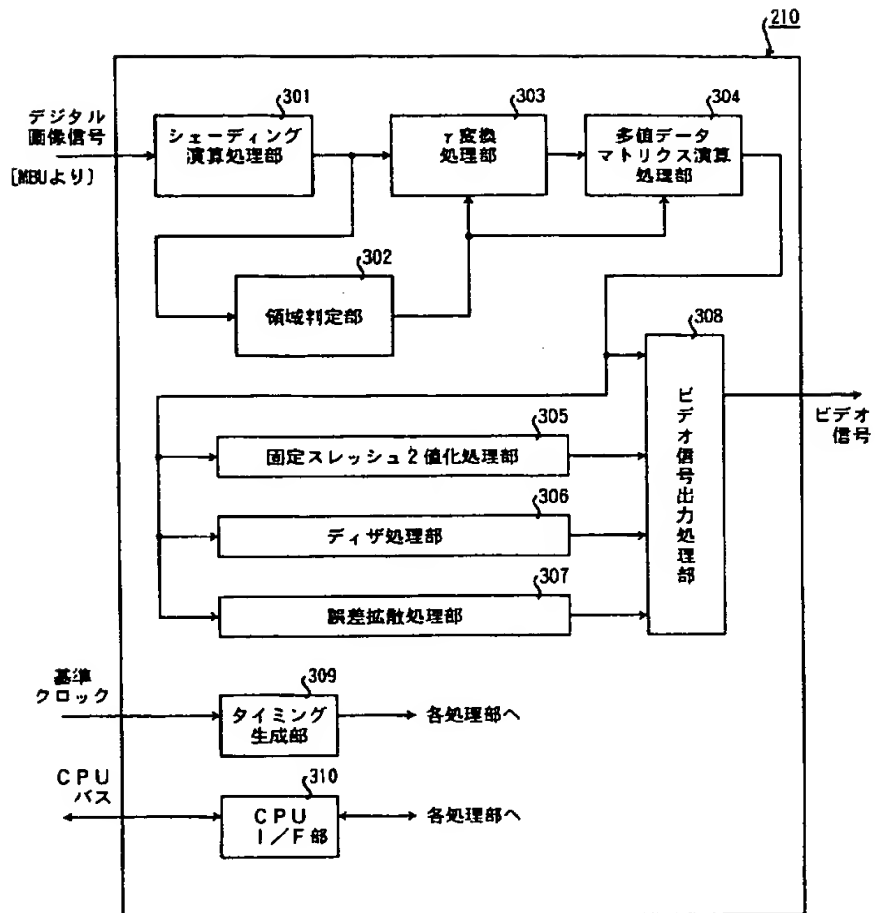 210
デジタル
画像信号
[MBUより]
301
シェーディング
演算処理部
303
γ変換
処理部
304
多値データ
マトリクス演算
処理部
302
領域判定部
308
ビデオ信号出力処理部
ビデオ
信号
305
固定スレッシュ2値化処理部
306
ディザ処理部
307
誤差拡散処理部
基準
クロック
309
タイミング
生成部
各処理部へ
CPU
バス
310
CPU
I/F部
各処理部へ